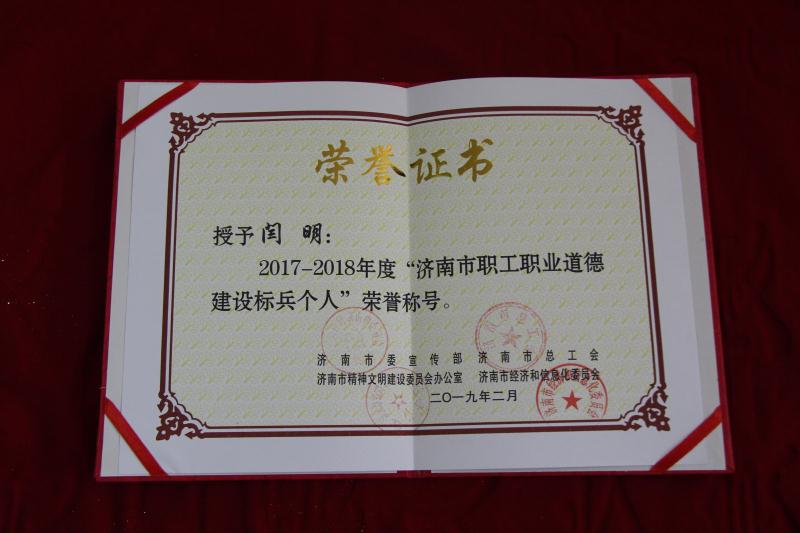 荣誉证书
授予闫 明：
2017-2018年度“济南市职工职业道德
建设标兵个人”荣誉称号。
济南市委宣传部 济南市总工会
济南市精神文明建设委员会办公室 济南市经济和信息化委员会
二〇一九年二月